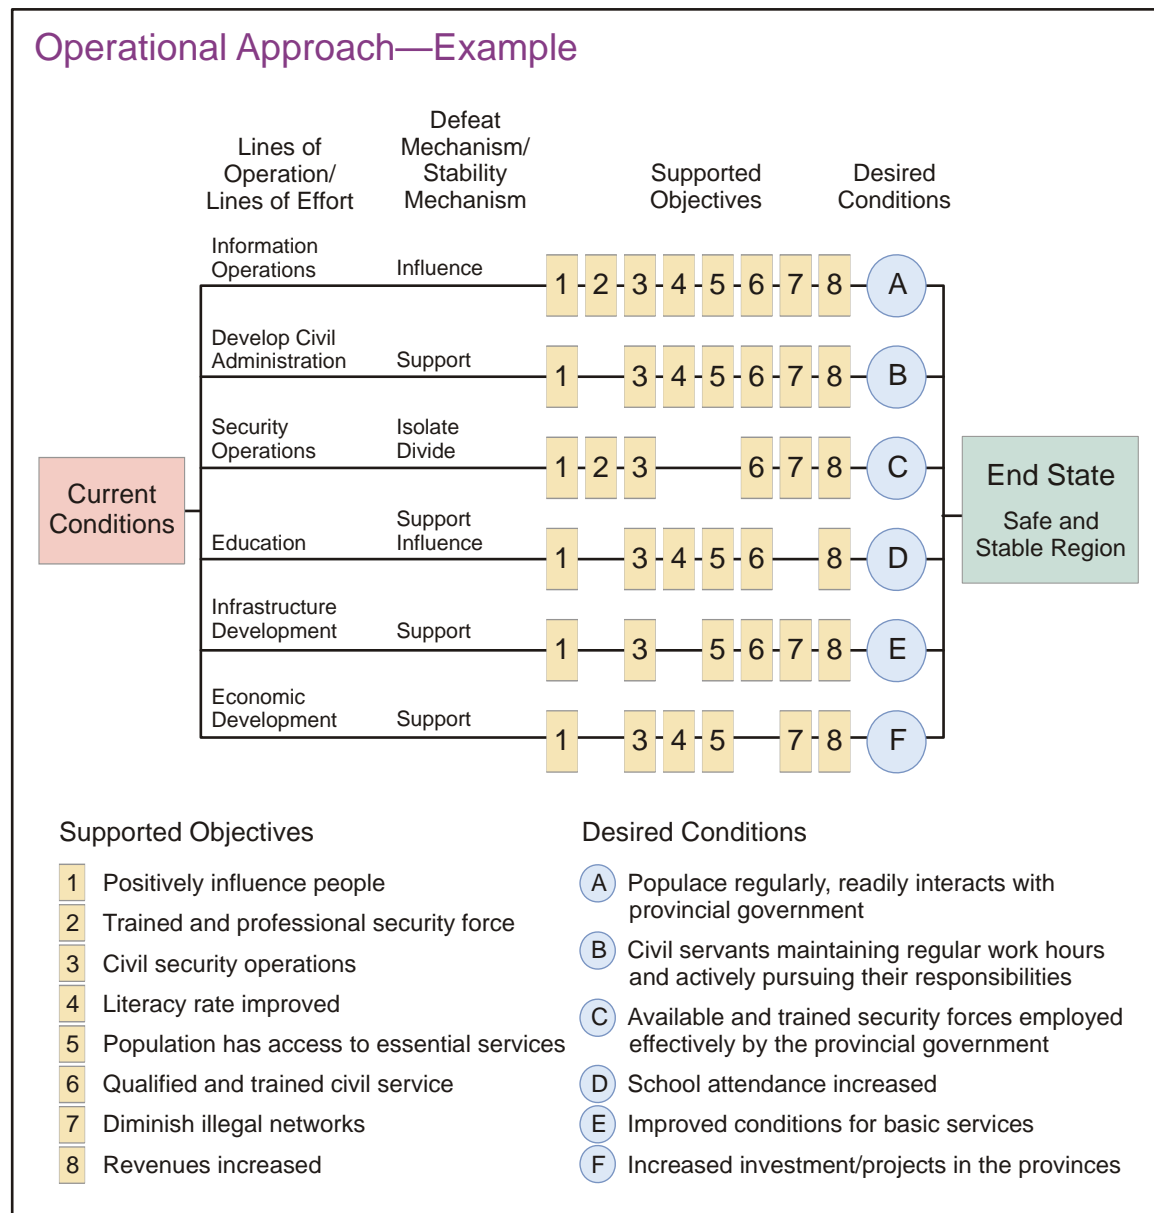 Operational Approach—Example
Lines of
Operation/
Lines of Effort
Defeat
Mechanism/
Stability
Mechanism
Supported
Objectives
Desired
Conditions
Information
Operations
Influence
1 2 3 4 5 6 7 8 A
Develop Civil
Administration
Support
1 3 4 5 6 7 8 B
Security
Operations
Isolate
Divide
1 2 3 6 7 8 C
Current
Conditions
End State
Safe and
Stable Region
Education
Support
Influence
1 3 4 5 6 8 D
Infrastructure
Development
Support
1 3 5 6 7 8 E
Economic
Development
Support
1 3 4 5 7 8 F
Supported Objectives
1 Positively influence people
2 Trained and professional security force
3 Civil security operations
4 Literacy rate improved
5 Population has access to essential services
6 Qualified and trained civil service
7 Diminish illegal networks
8 Revenues increased
Desired Conditions
A Populace regularly, readily interacts with
provincial government
B Civil servants maintaining regular work hours
and actively pursuing their responsibilities
C Available and trained security forces employed
effectively by the provincial government
D School attendance increased
E Improved conditions for basic services
F Increased investment/projects in the provinces